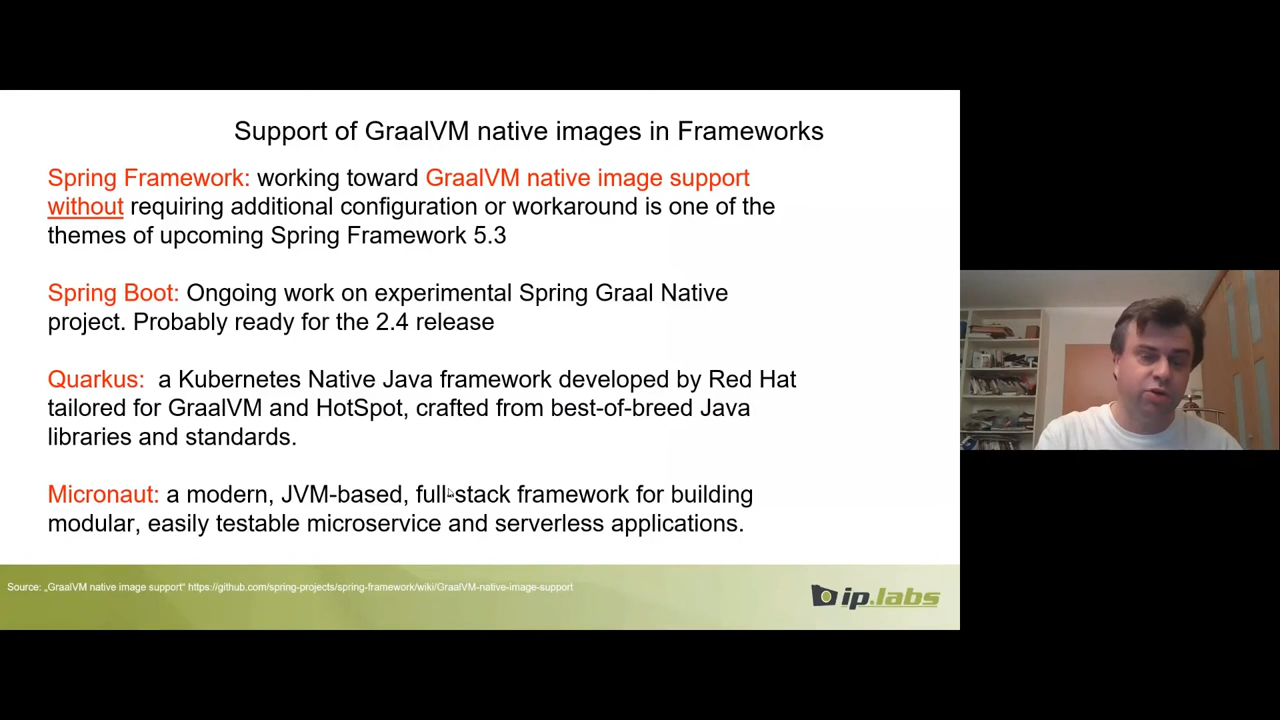 Support of GraalVM native images in Frameworks
Spring Framework: working toward GraalVM native image support
without requiring additional configuration or workaround is one of the
themes of upcoming Spring Framework 5.3
Spring Boot: Ongoing work on experimental Spring Graal Native
project. Probably ready for the 2.4 release
Quarkus: a Kubernetes Native Java framework developed by Red Hat
tailored for GraalVM and HotSpot, crafted from best-of-breed Java
libraries and standards.
Micronaut: a modern, JVM-based, full-stack framework for building
modular, easily testable microservice and serverless applications.
Source: „GraalVM native image support“ https://github.com/spring-projects/spring-framework/wiki/GraalVM-native-image-support
ip.labs